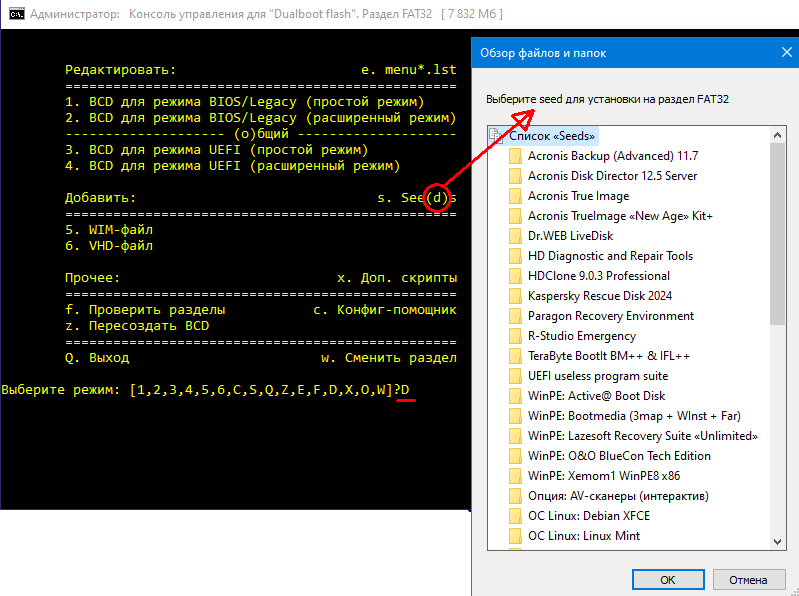 Администратор: Консоль управления для "Dualboot flash". Раздел FAT32 [ 7 832 Мб ]
Редактировать: e. menu*.lst
=================================================
1. BCD для режима BIOS/Legacy (простой режим)
2. BCD для режима BIOS/Legacy (расширенный режим)
-------------------- (о)бщий --------------------
3. BCD для режима UEFI (простой режим)
4. BCD для режима UEFI (расширенный режим)
Добавить: s. See(d)s
=================================================
5. WIM-файл
6. VHD-файл
Прочее: x. Доп. скрипты
=================================================
f. Проверить разделы c. Конфиг-помощник
z. Пересоздать BCD
=================================================
Q. Выход w. Сменить раздел
Выберите режим: [1,2,3,4,5,6,C,S,Q,Z,E,F,D,X,O,W]?D
Обзор файлов и папок
Выберите seed для установки на раздел FAT32
Список «Seeds»
Acronis Backup (Advanced) 11.7
Acronis Disk Director 12.5 Server
Acronis True Image
Acronis TrueImage «New Age» Kit+
Dr.WEB LiveDisk
HD Diagnostic and Repair Tools
HDClone 9.0.3 Professional
Kaspersky Rescue Disk 2024
Paragon Recovery Environment
R-Studio Emergency
TeraByte BootIt BM++ & IFL++
UEFI useless program suite
WinPE: Active@ Boot Disk
WinPE: Bootmedia (3map + WInst + Far)
WinPE: Lazesoft Recovery Suite «Unlimited»
WinPE: O&O BlueCon Tech Edition
WinPE: Xemom1 WinPE8 x86
Опция: AV-сканеры (интерактив)
ОС Linux: Debian XFCE
ОС Linux: Linux Mint
ОК Отмена